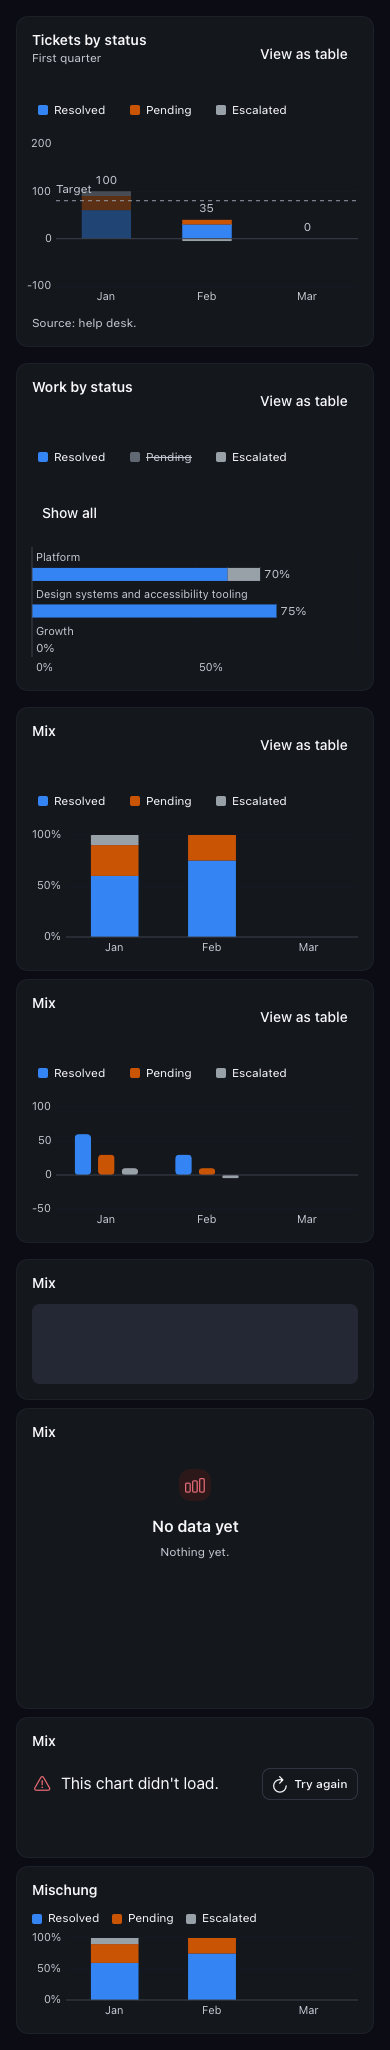 Tickets by status
First quarter
View as table
Resolved
Pending
Escalated
200
100
Target
100
35
0
0
-100
Jan
Feb
Mar
Source: help desk.
Work by status
View as table
Resolved
Pending
Escalated
Show all
Platform
70%
Design systems and accessibility tooling
75%
Growth
0%
0%
50%
Mix
View as table
Resolved
Pending
Escalated
100%
50%
0%
Jan
Feb
Mar
Mix
View as table
Resolved
Pending
Escalated
100
50
0
-50
Jan
Feb
Mar
Mix
Mix
No data yet
Nothing yet.
Mix
This chart didn't load.
Try again
Mischung
Resolved
Pending
Escalated
100%
50%
0%
Jan
Feb
Mar